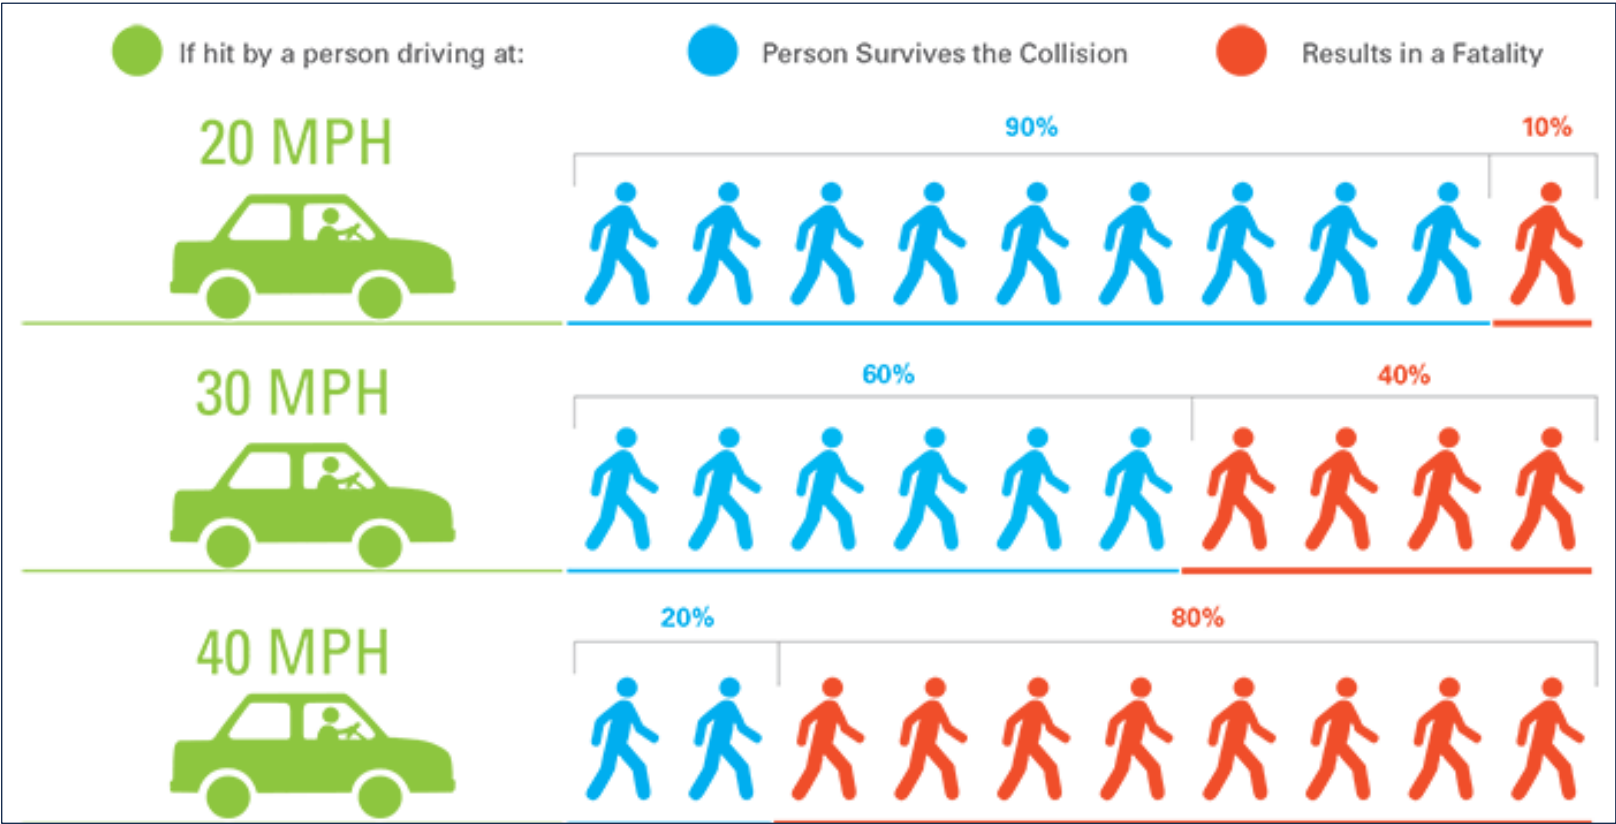 If hit by a person driving at:
Person Survives the Collision
Results in a Fatality
20 MPH
90%
10%
30 MPH
60%
40%
40 MPH
20%
80%